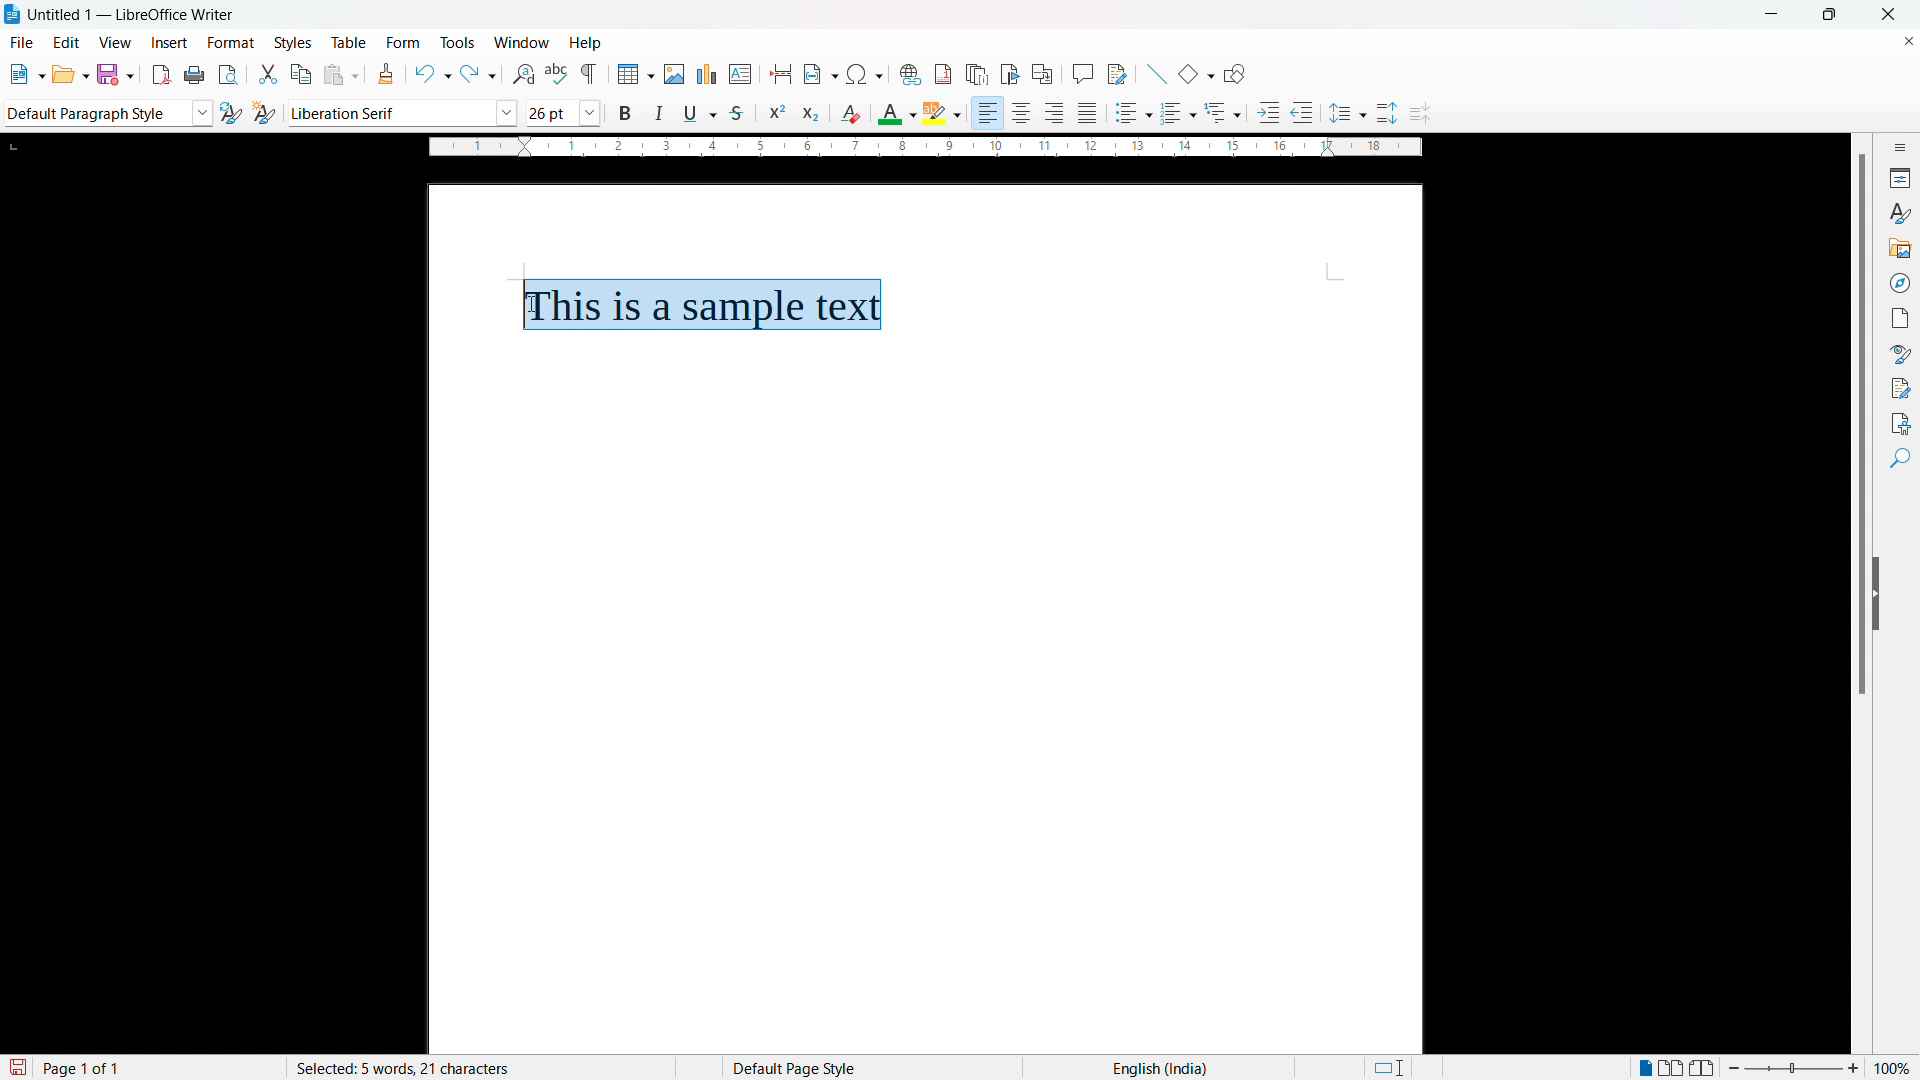 Untitled 1 — LibreOffice Writer
File Edit View Insert Format Styles Table Form Tools Window Help
Default Paragraph Style Liberation Serif 26 pt
1 1 2 3 4 5 6 7 8 9 10 11 12 13 14 15 16 17 18
This is a sample text
Page 1 of 1 Selected: 5 words, 21 characters Default Page Style English (India) 100%